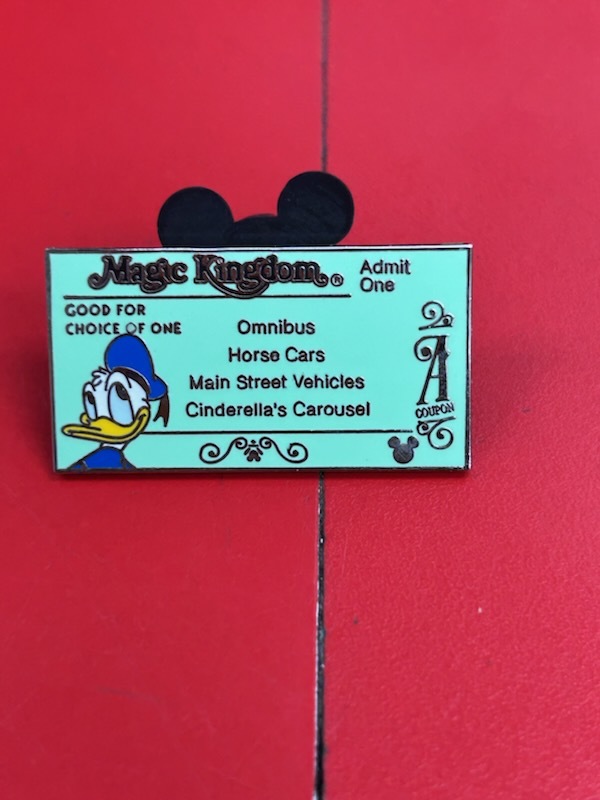 Magic Kingdom®
Admit
One
GOOD FOR
CHOICE OF ONE
Omnibus
Horse Cars
Main Street Vehicles
Cinderella's Carousel
A
COUPON